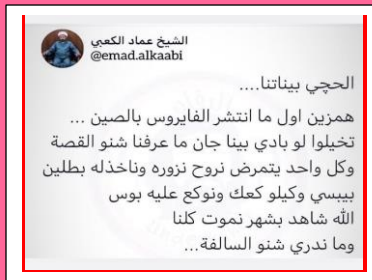 الشيخ عماد الكعبي
@emad.alkaabi
الحجي بيناتنا....
همزين اول ما انتشر الفايروس بالصين ...
تخيلوا لو بادي بينا جان ما عرفنا شنو القصة
وكل واحد يتمرض نروح نزوره وناخذله بطلين
بيبسي وكيلو كعك ونوكع عليه بوس
الله شاهد بشهر نموت كلنا
وما ندري شنو السالفة...